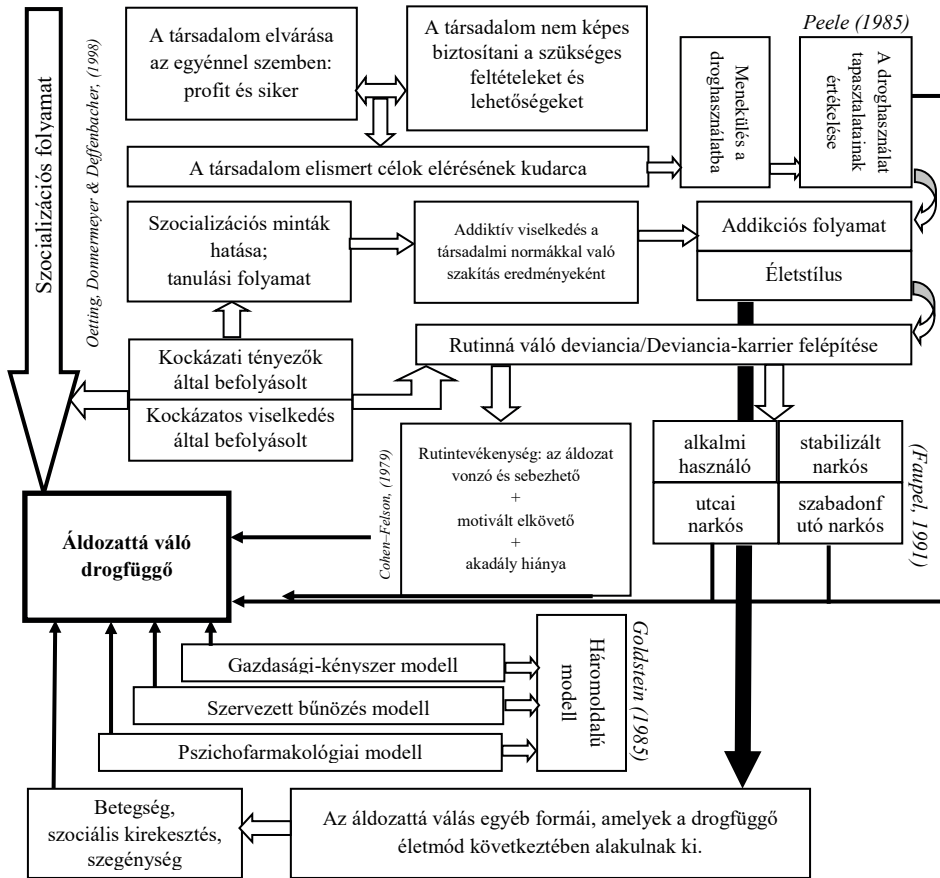 Peele (1985)
A társadalom elvárása
az egyénnel szemben:
profit és siker
A társadalom nem képes
biztosítani a szükséges
feltételeket és
lehetőségeket
Menekülés a
droghasználatba
A droghasználat
tapasztalatainak
értékelése
A társadalom elismert célok elérésének kudarca
Szocializációs folyamat
Oetting, Donnermeyer & Deffenbacher, (1998)
Szocializációs minták
hatása;
tanulási folyamat
Addiktív viselkedés a
társadalmi normákkal való
szakítás eredményeként
Addikciós folyamat
Életstílus
Rutinná váló deviancia/Deviancia-karrier felépítése
Kockázati tényezők
által befolyásolt
Kockázatos viselkedés
által befolyásolt
Cohen–Felson, (1979)
Rutintevékenység: az áldozat
vonzó és sebezhető
+
motivált elkövető
+
akadály hiánya
alkalmi
használó
stabilizált
narkós
utcai
narkós
szabadonf
utó narkós
(Faupel, 1991)
Áldozattá váló
drogfüggő
Gazdasági-kényszer modell
Szervezett bűnözés modell
Pszichofarmakológiai modell
Háromoldalú
modell
Goldstein (1985)
Betegség,
szociális kirekesztés,
szegénység
Az áldozattá válás egyéb formái, amelyek a drogfüggő
életmód következtében alakulnak ki.